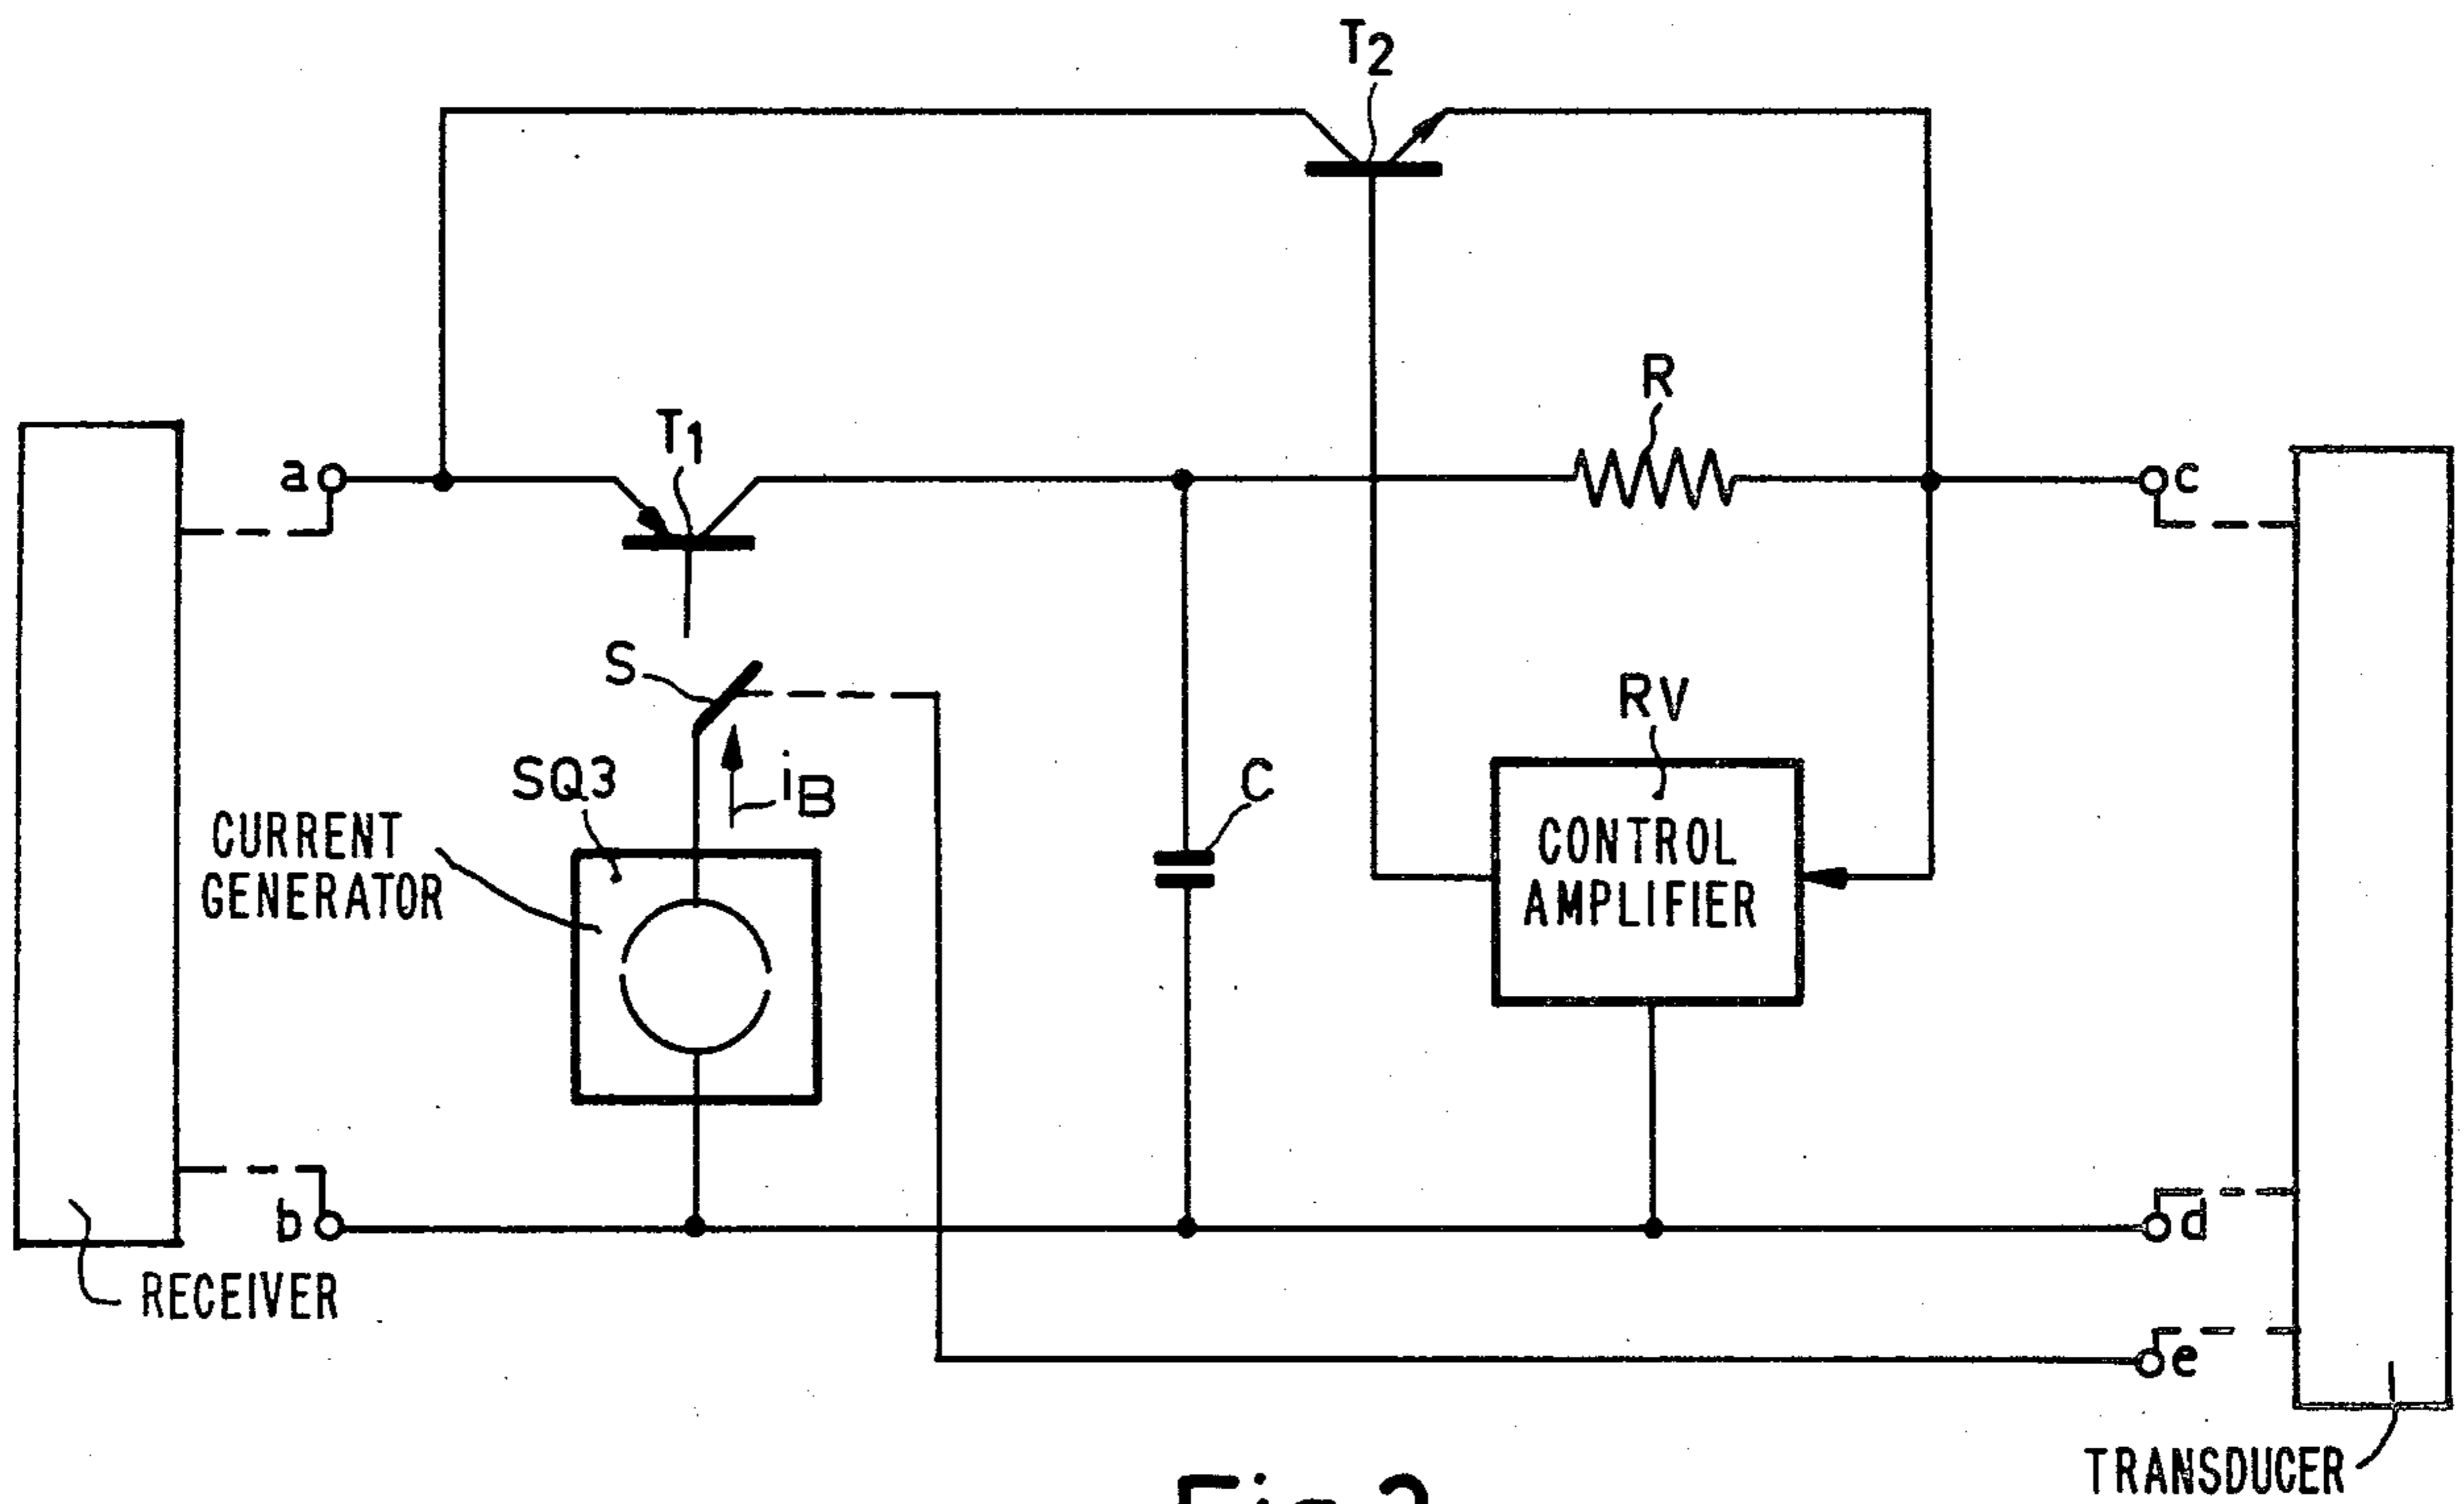 T2
R
T1
a
c
S
RV
SQ3
iB
C
CURRENT
GENERATOR
CONTROL
AMPLIFIER
b
d
RECEIVER
e
TRANSDUCER